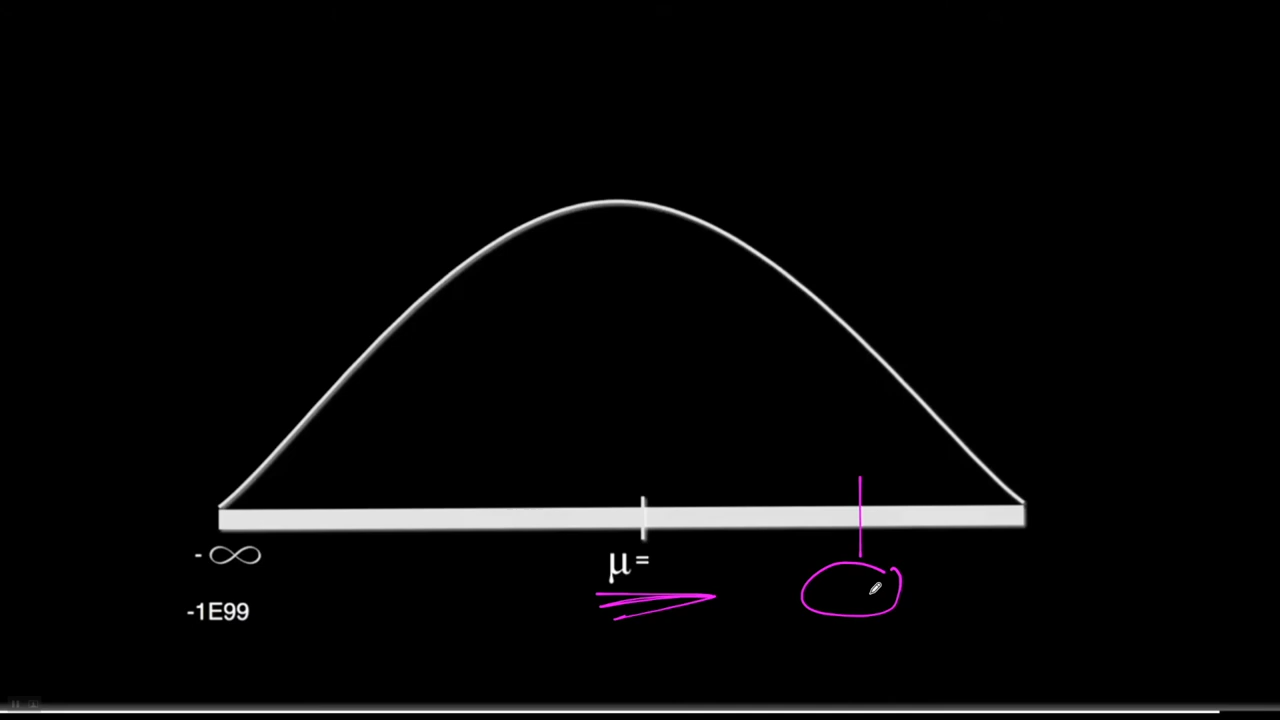 - ∞
μ =
-1E99